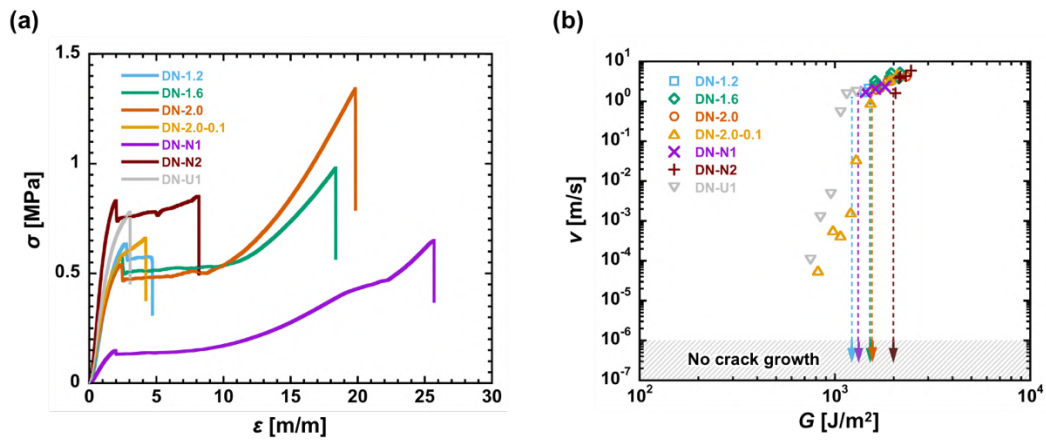 (a)
1.5
1
0.5
0
σ [MPa]
DN-1.2
DN-1.6
DN-2.0
DN-2.0-0.1
DN-N1
DN-N2
DN-U1
0 5 10 15 20 25 30
ε [m/m]
(b)
10¹
10⁰
10⁻¹
10⁻²
10⁻³
10⁻⁴
10⁻⁵
10⁻⁶
10⁻⁷
v [m/s]
DN-1.2
DN-1.6
DN-2.0
DN-2.0-0.1
DN-N1
DN-N2
DN-U1
No crack growth
10² 10³ 10⁴
G [J/m²]